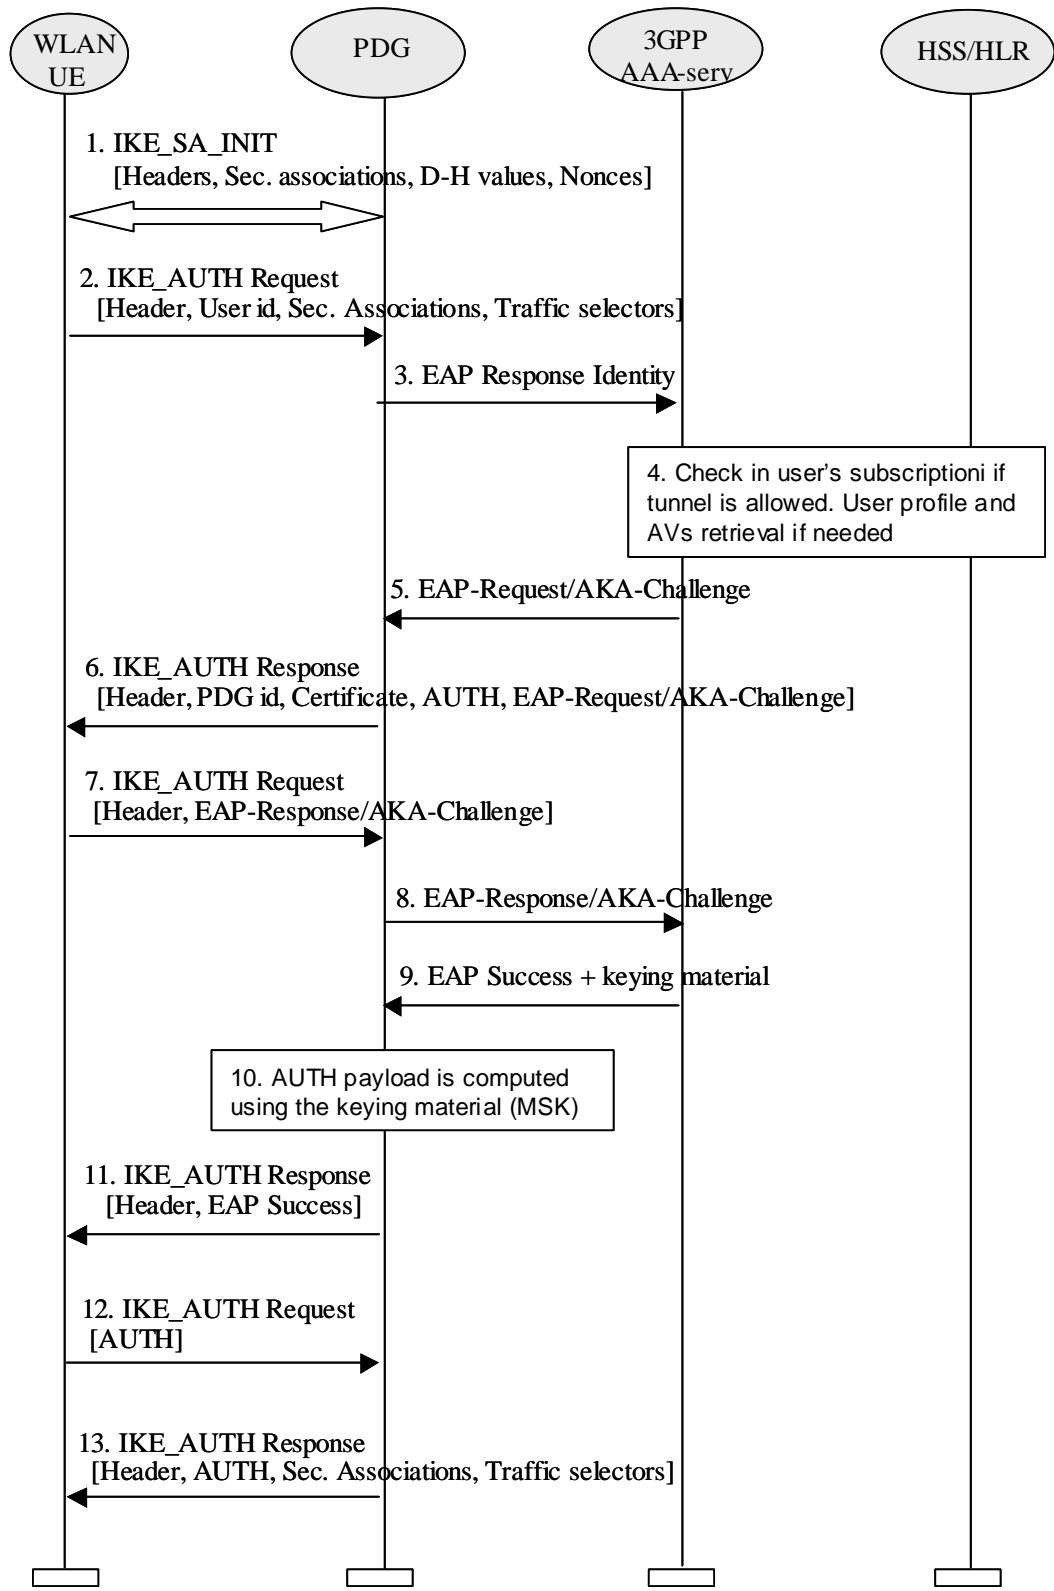 WLAN
UE
PDG
3GPP
AAA-serv
HSS/HLR
1. IKE_SA_INIT
[Headers, Sec. associations, D-H values, Nonces]
2. IKE_AUTH Request
[Header, User id, Sec. Associations, Traffic selectors]
3. EAP Response Identity
4. Check in user's subscriptioni if
tunnel is allowed. User profile and
AVs retrieval if needed
5. EAP-Request/AKA-Challenge
6. IKE_AUTH Response
[Header, PDG id, Certificate, AUTH, EAP-Request/AKA-Challenge]
7. IKE_AUTH Request
[Header, EAP-Response/AKA-Challenge]
8. EAP-Response/AKA-Challenge
9. EAP Success + keying material
10. AUTH payload is computed
using the keying material (MSK)
11. IKE_AUTH Response
[Header, EAP Success]
12. IKE_AUTH Request
[AUTH]
13. IKE_AUTH Response
[Header, AUTH, Sec. Associations, Traffic selectors]